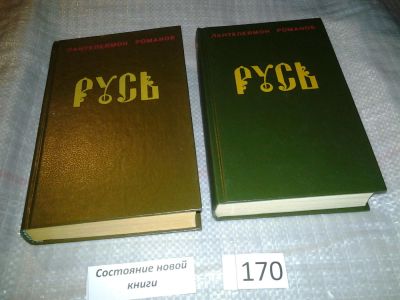 ПАНТЕЛЕЙМОН РОМАНОВ
РУСЬ
ПАНТЕЛЕЙМОН РОМАНОВ
РУСЬ
Состояние новой
книги
170